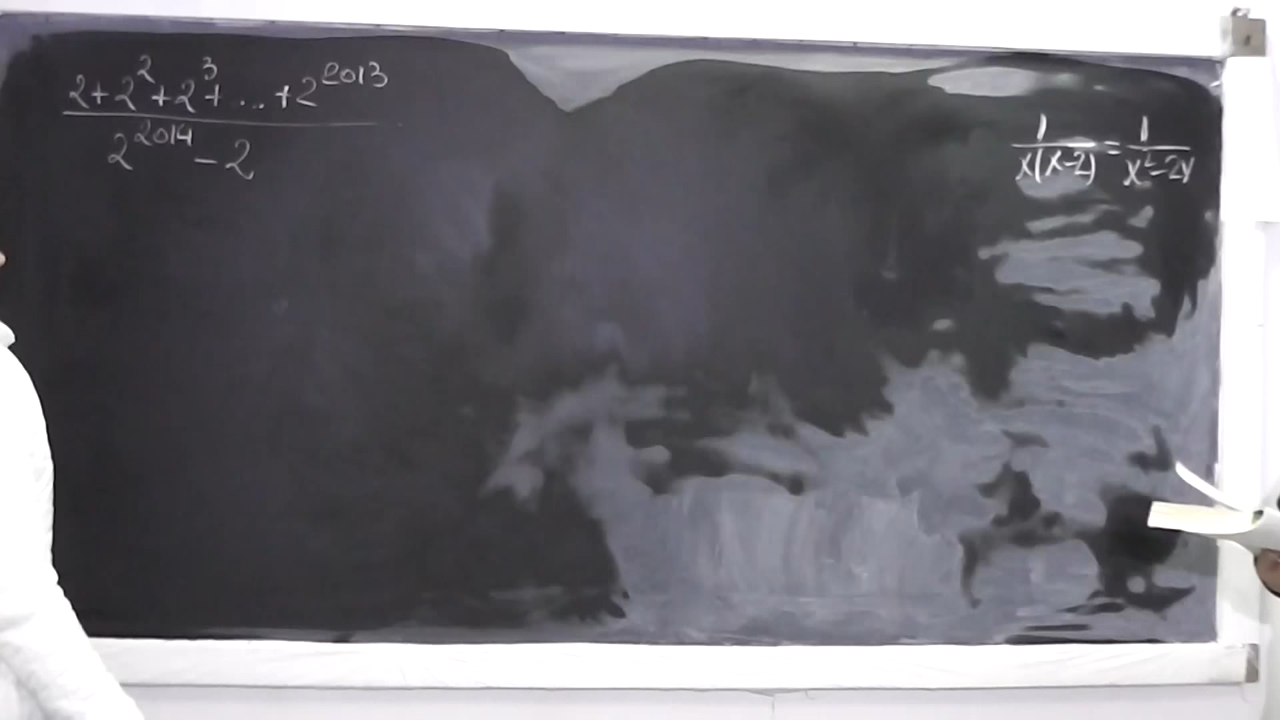 2+2²+2³+...+2²⁰¹³
2²⁰¹⁴-2
1/x(x-2) = 1/x²-2x